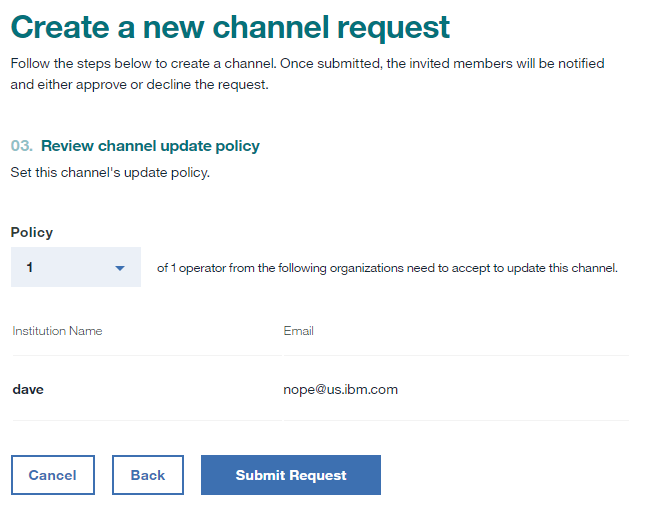 Create a new channel request
Follow the steps below to create a channel. Once submitted, the invited members will be notified
and either approve or decline the request.
03. Review channel update policy
Set this channel's update policy.
Policy
1 of 1 operator from the following organizations need to accept to update this channel.
Institution Name Email
dave nope@us.ibm.com
Cancel Back Submit Request